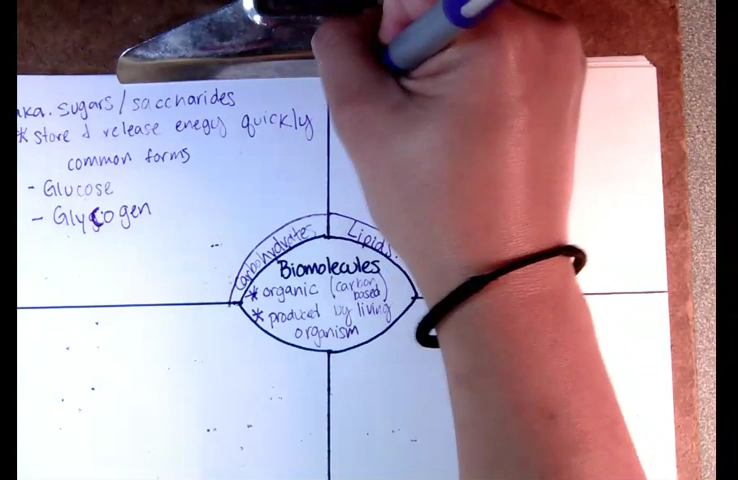 aka. sugars/saccharides
* store & release enegy quickly
common forms
- Glucose
- Glycogen
Carbohydrates
Lipids
Biomolecules
* organic (carbon based)
* produced by living
organism